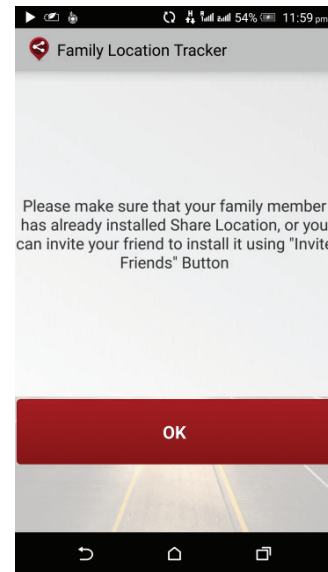 54% 11:59 pm
Family Location Tracker
Please make sure that your family member
has already installed Share Location, or you
can invite your friend to install it using "Invite
Friends" Button
OK